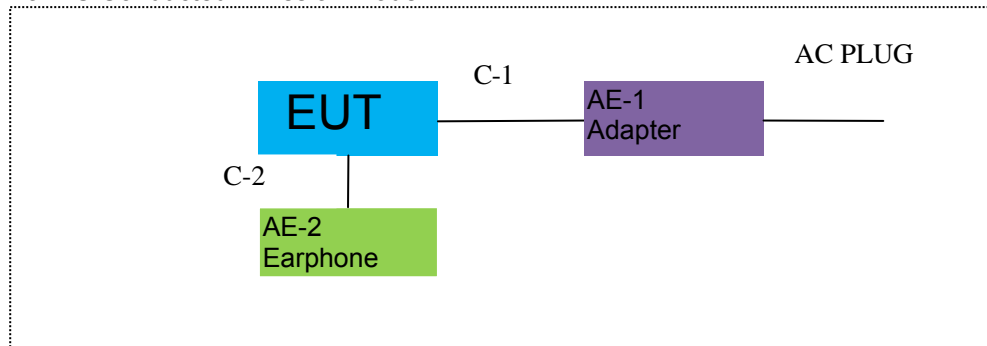 AC PLUG
C-1
EUT
AE-1
Adapter
C-2
AE-2
Earphone